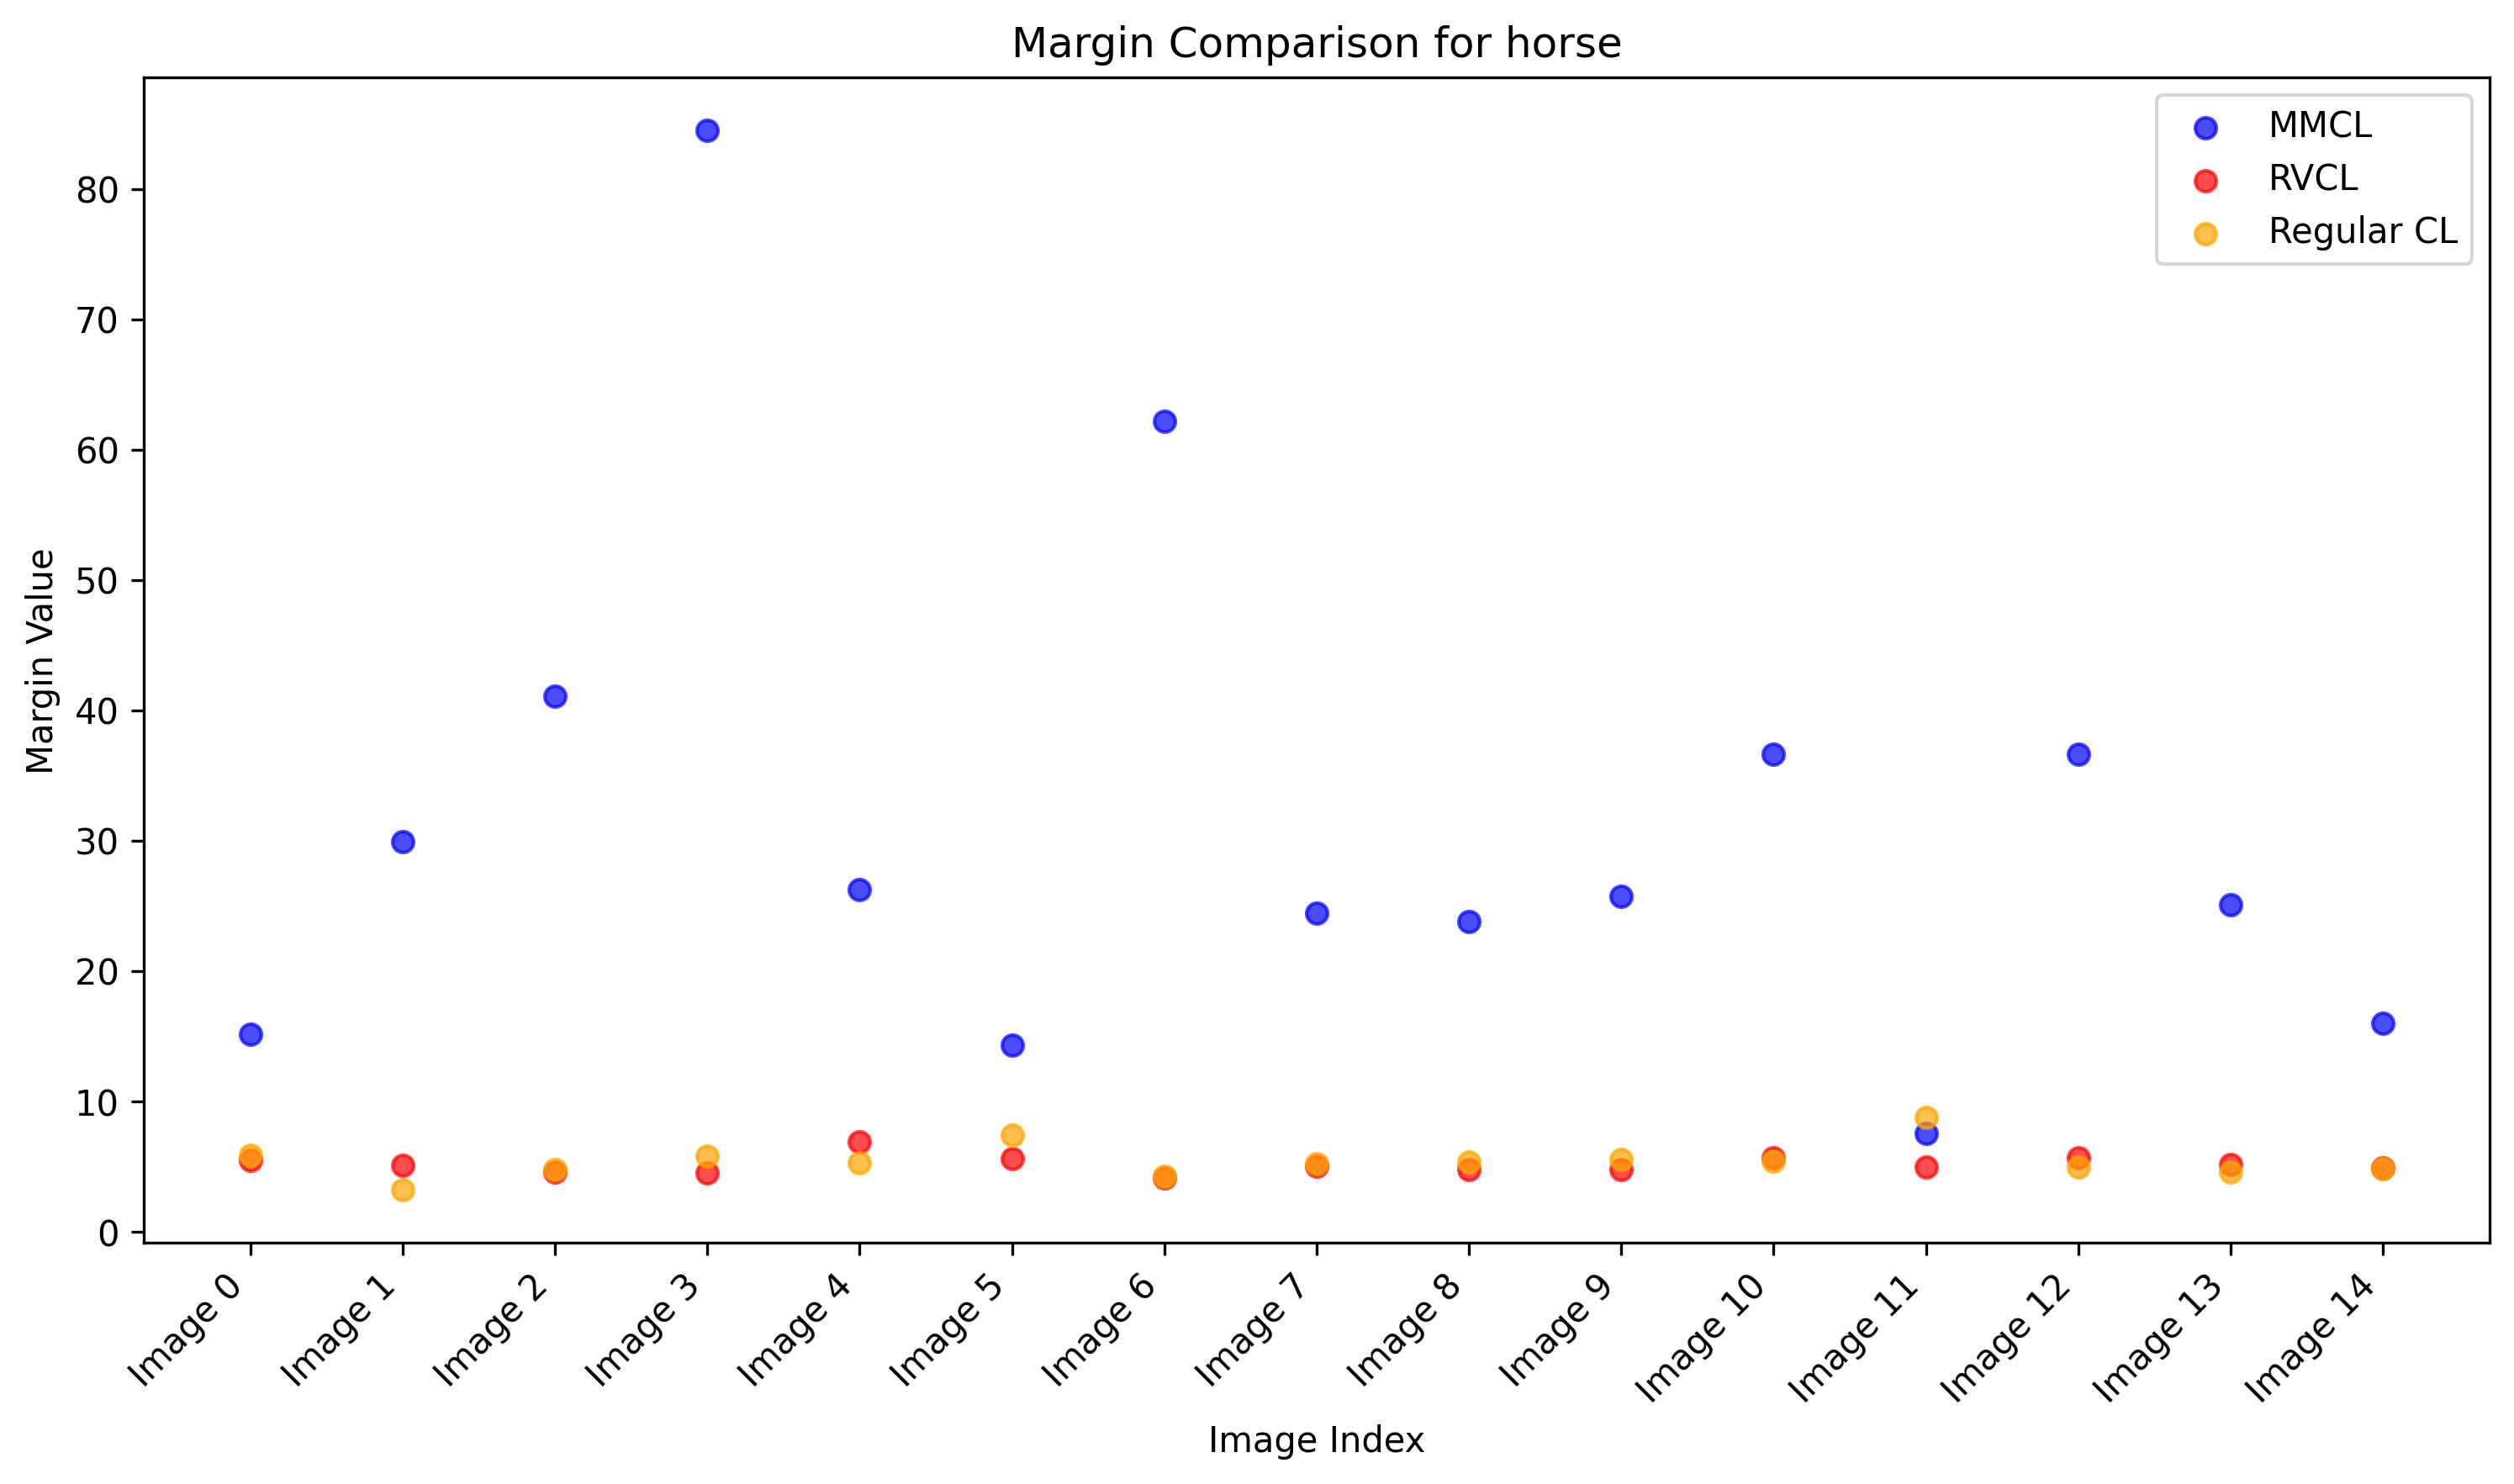 Margin Comparison for horse
MMCL
RVCL
Regular CL
Margin Value
80
70
60
50
40
30
20
10
0
Image 0
Image 1
Image 2
Image 3
Image 4
Image 5
Image 6
Image 7
Image 8
Image 9
Image 10
Image 11
Image 12
Image 13
Image 14
Image Index